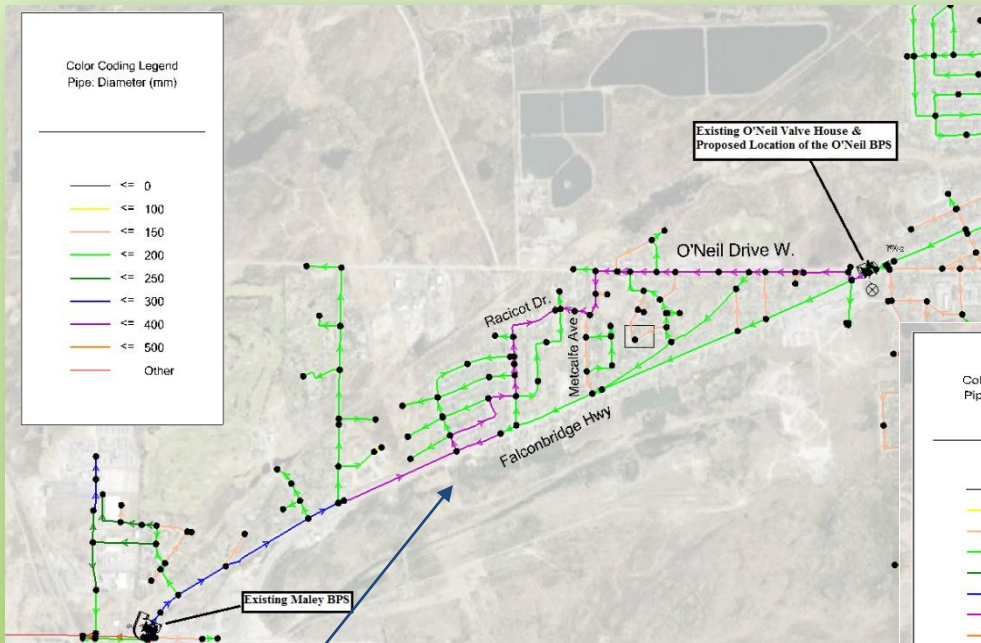 Color Coding Legend
Pipe: Diameter (mm)
<= 0
<= 100
<= 150
<= 200
<= 250
<= 300
<= 400
<= 500
Other
Existing O'Neil Valve House &
Proposed Location of the O'Neil BPS
O'Neil Drive W.
Racicot Dr.
Metcalfe Ave
Falconbridge Hwy
Existing Maley BPS